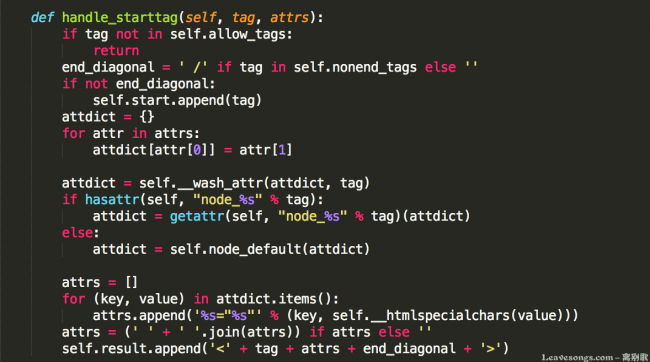 def handle_starttag(self, tag, attrs):
    if tag not in self.allow_tags:
        return
    end_diagonal = ' /' if tag in self.nonend_tags else ''
    if not end_diagonal:
        self.start.append(tag)
    attdict = {}
    for attr in attrs:
        attdict[attr[0]] = attr[1]

    attdict = self.__wash_attr(attdict, tag)
    if hasattr(self, "node_%s" % tag):
        attdict = getattr(self, "node_%s" % tag)(attdict)
    else:
        attdict = self.node_default(attdict)

    attrs = []
    for (key, value) in attdict.items():
        attrs.append('%s="%s"' % (key, self.__htmlspecialchars(value)))
    attrs = (' ' + ' '.join(attrs)) if attrs else ''
    self.result.append('<' + tag + attrs + end_diagonal + '>')
Leavesongs.com – 离别歌